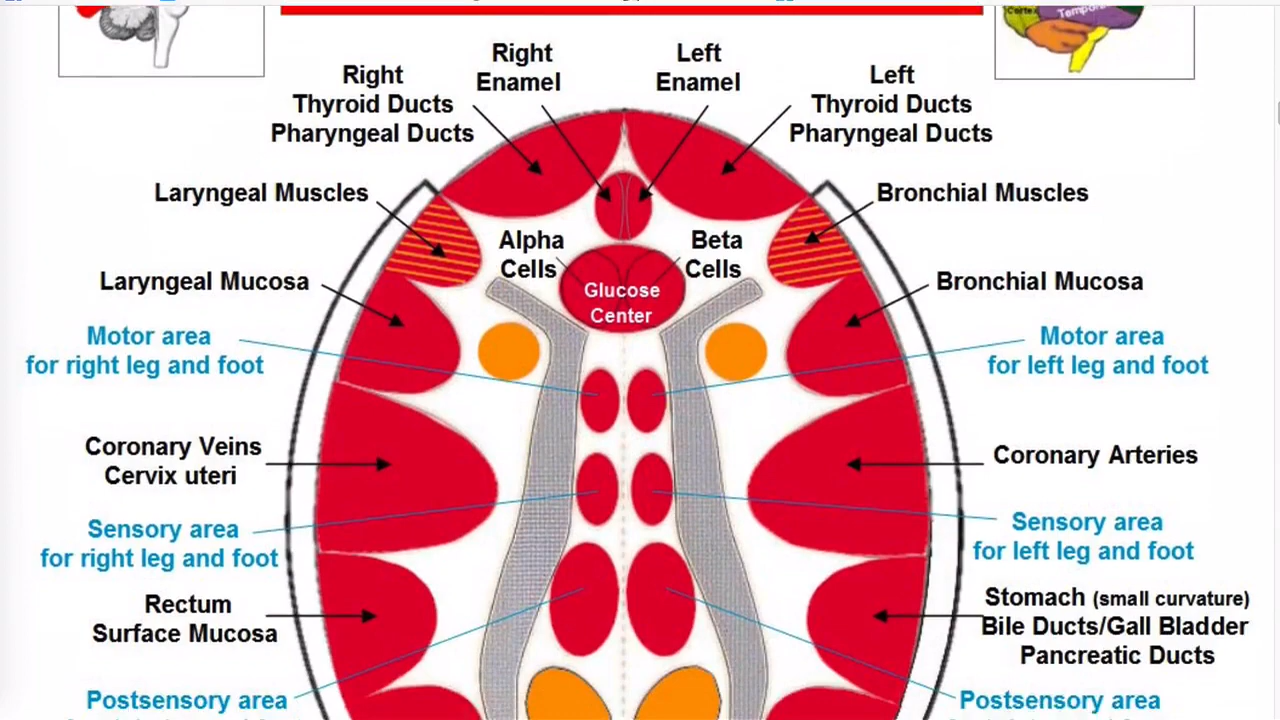 Cortex
Temporal
Right
Enamel
Left
Enamel
Right
Thyroid Ducts
Pharyngeal Ducts
Left
Thyroid Ducts
Pharyngeal Ducts
Laryngeal Muscles
Bronchial Muscles
Alpha
Cells
Beta
Cells
Laryngeal Mucosa
Glucose
Center
Bronchial Mucosa
Motor area
for right leg and foot
Motor area
for left leg and foot
Coronary Veins
Cervix uteri
Coronary Arteries
Sensory area
for right leg and foot
Sensory area
for left leg and foot
Rectum
Surface Mucosa
Stomach (small curvature)
Bile Ducts/Gall Bladder
Pancreatic Ducts
Postsensory area
Postsensory area